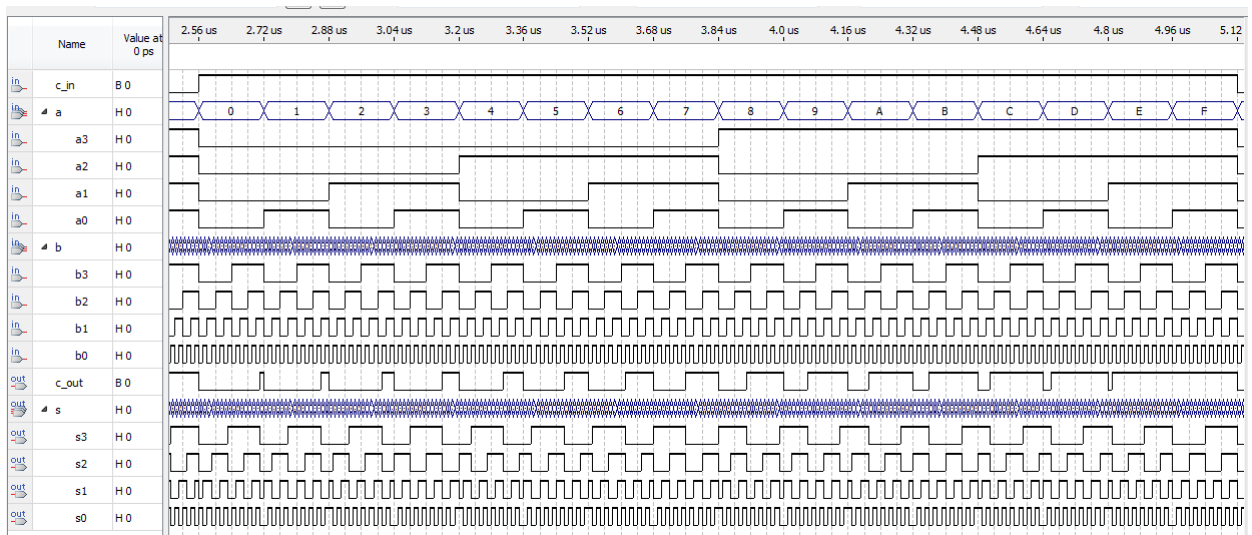 Name Value at 0 ps 2.56 us 2.72 us 2.88 us 3.04 us 3.2 us 3.36 us 3.52 us 3.68 us 3.84 us 4.0 us 4.16 us 4.32 us 4.48 us 4.64 us 4.8 us 4.96 us 5.12
in c_in B 0
in a H 0 0 1 2 3 4 5 6 7 8 9 A B C D E F
in a3 H 0
in a2 H 0
in a1 H 0
in a0 H 0
in b H 0
in b3 H 0
in b2 H 0
in b1 H 0
in b0 H 0
out c_out B 0
out s H 0
out s3 H 0
out s2 H 0
out s1 H 0
out s0 H 0